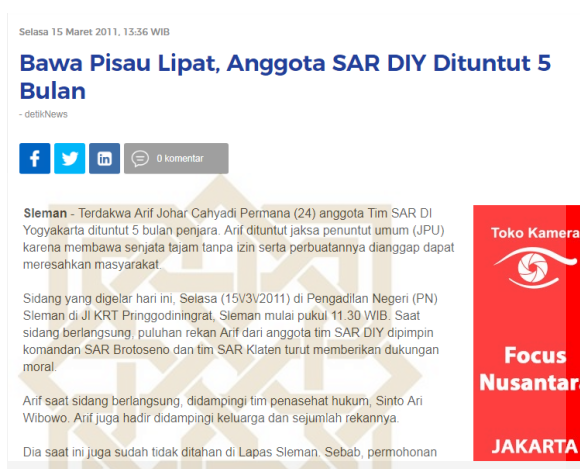 Selasa 15 Maret 2011, 13:36 WIB
Bawa Pisau Lipat, Anggota SAR DIY Dituntut 5
Bulan
- detikNews
f
in
0 komentar
Sleman - Terdakwa Arif Johar Cahyadi Permana (24) anggota Tim SAR DI
Yogyakarta dituntut 5 bulan penjara. Arif dituntut jaksa penuntut umum (JPU)
karena membawa senjata tajam tanpa izin serta perbuatannya dianggap dapat
meresahkan masyarakat.
Sidang yang digelar hari ini, Selasa (15\/3\/2011) di Pengadilan Negeri (PN)
Sleman di Jl KRT Pringgodiningrat, Sleman mulai pukul 11.30 WIB. Saat
sidang berlangsung, puluhan rekan Arif dari anggota tim SAR DIY dipimpin
komandan SAR Brotoseno dan tim SAR Klaten turut memberikan dukungan
moral.
Arif saat sidang berlangsung, didampingi tim penasehat hukum, Sinto Ari
Wibowo. Arif juga hadir didampingi keluarga dan sejumlah rekannya.
Dia saat ini juga sudah tidak ditahan di Lapas Sleman. Sebab, permohonan
Toko Kamera
Focus
Nusantara
JAKARTA